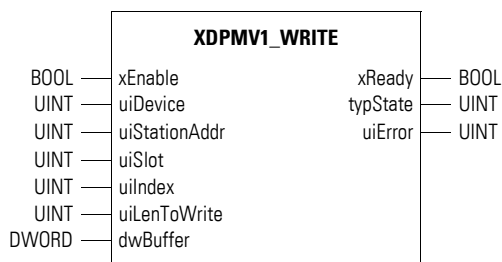 XDPMV1_WRITE
BOOL xEnable xReady BOOL
UINT uiDevice typState UINT
UINT uiStationAddr uiError UINT
UINT uiSlot
UINT uiIndex
UINT uiLenToWrite
DWORD dwBuffer